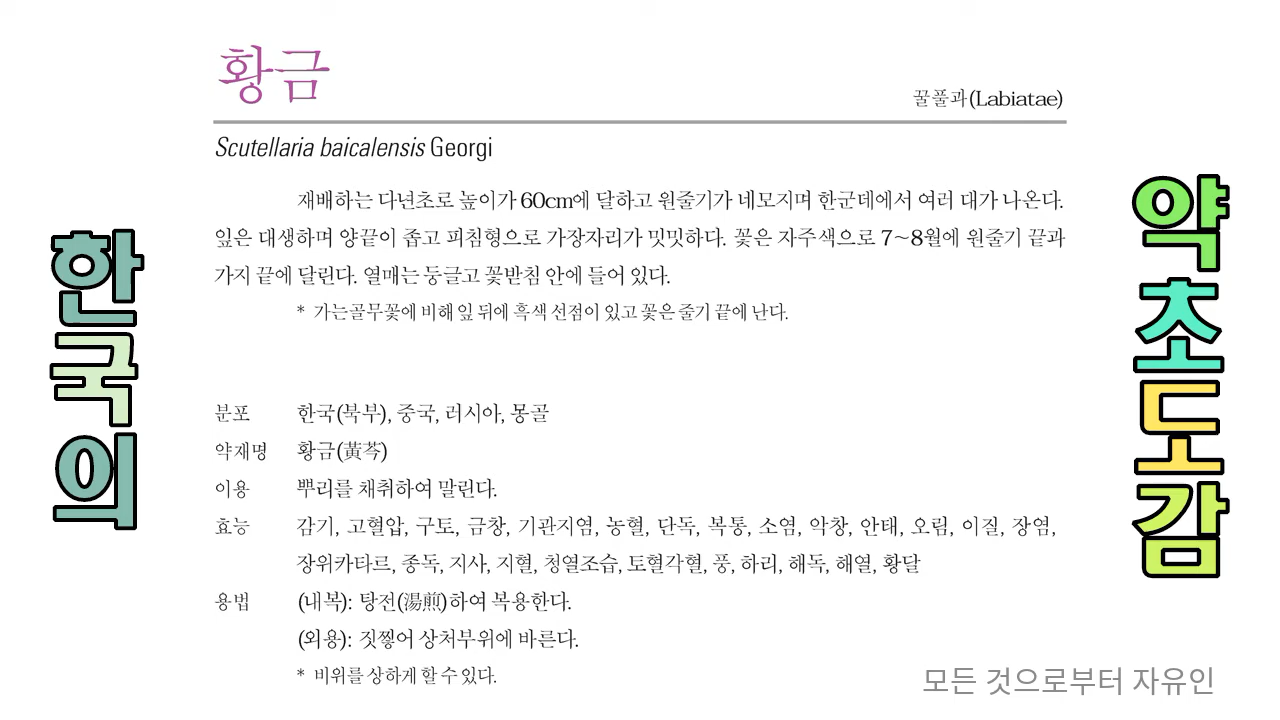 황금
꿀풀과(Labiatae)
Scutellaria baicalensis Georgi
재배하는 다년초로 높이가 60cm에 달하고 원줄기가 네모지며 한군데에서 여러 대가 나온다.
잎은 대생하며 양끝이 좁고 피침형으로 가장자리가 밋밋하다. 꽃은 자주색으로 7~8월에 원줄기 끝과
가지 끝에 달린다. 열매는 둥글고 꽃받침 안에 들어 있다.
* 가는골무꽃에 비해 잎 뒤에 흑색 선점이 있고 꽃은 줄기 끝에 난다.
분포 한국(북부), 중국, 러시아, 몽골
약재명 황금(黃芩)
이용 뿌리를 채취하여 말린다.
효능 감기, 고혈압, 구토, 금창, 기관지염, 농혈, 단독, 복통, 소염, 악창, 안태, 오림, 이질, 장염,
장위카타르, 종독, 지사, 지혈, 청열조습, 토혈각혈, 풍, 하리, 해독, 해열, 황달
용법 (내복): 탕전(湯煎)하여 복용한다.
(외용): 짓찧어 상처부위에 바른다.
* 비위를 상하게 할 수 있다.
한국의
약초도감
모든 것으로부터 자유인